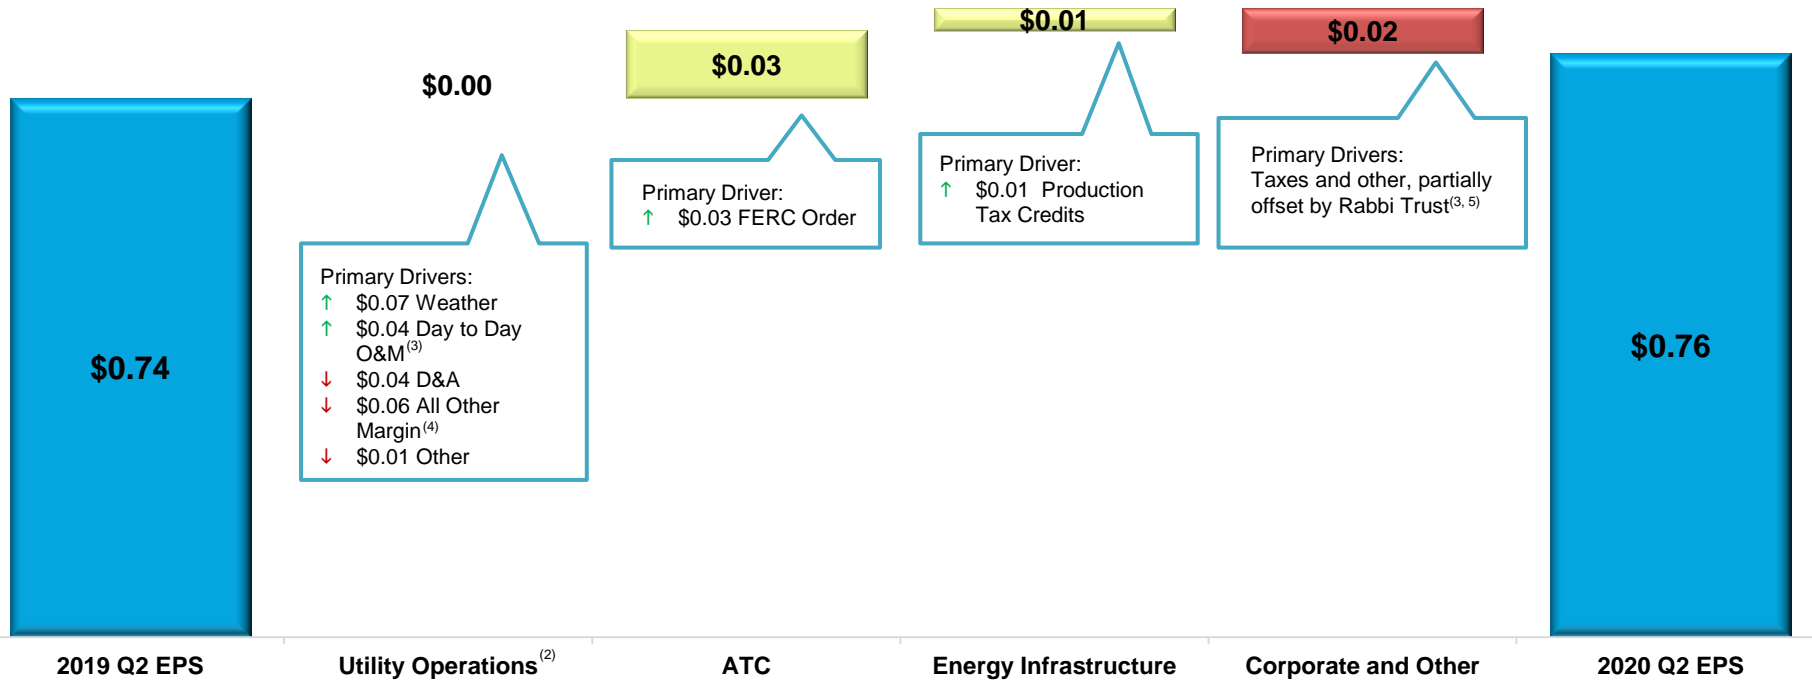 $0.74
$0.00
Primary Drivers:
↑ $0.07 Weather
↑ $0.04 Day to Day
O&M(3)
↓ $0.04 D&A
↓ $0.06 All Other
Margin(4)
↓ $0.01 Other
$0.03
Primary Driver:
↑ $0.03 FERC Order
$0.01
Primary Driver:
↑ $0.01 Production
Tax Credits
$0.02
Primary Drivers:
Taxes and other, partially
offset by Rabbi Trust(3, 5)
$0.76
2019 Q2 EPS
Utility Operations(2)
ATC
Energy Infrastructure
Corporate and Other
2020 Q2 EPS